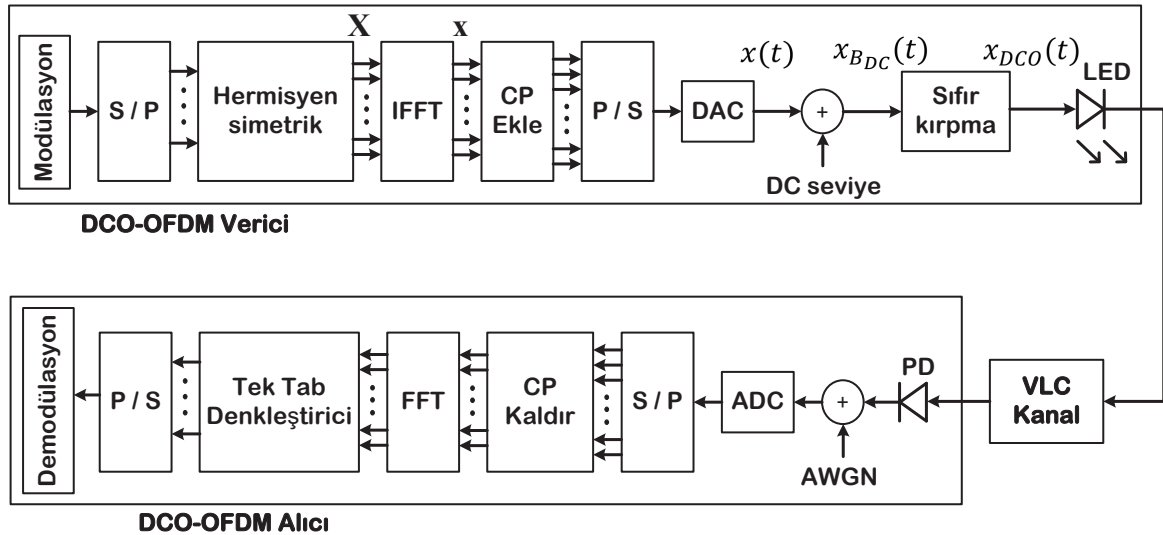 Modülasyon
S / P
Hermisyen
simetrik
X
IFFT
x
CP
Ekle
P / S
DAC
x(t)
+
DC seviye
x_{B_{DC}}(t)
Sıfır
kırpma
x_{DCO}(t)
LED
DCO-OFDM Verici
Demodülasyon
P / S
Tek Tab
Denkleştirici
FFT
CP
Kaldır
S / P
ADC
+
AWGN
PD
VLC
Kanal
DCO-OFDM Alıcı